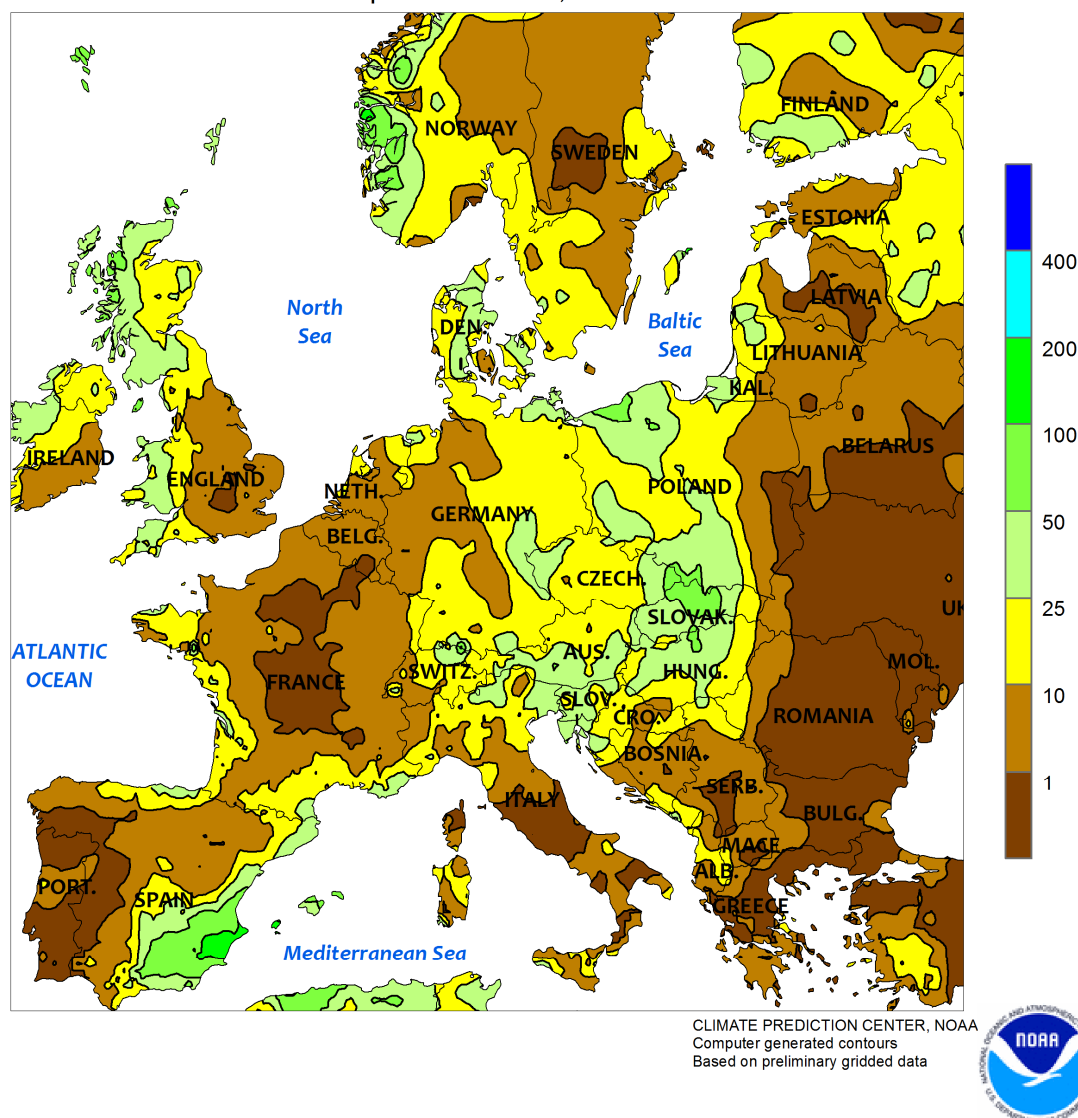 NORWAY
SWEDEN
FINLAND
ESTONIA
LATVIA
LITHUANIA
KAL.
BELARUS
North
Sea
Baltic
Sea
DEN.
IRELAND
ENGLAND
NETH.
BELG.
GERMANY
POLAND
CZECH.
SLOVAK.
UK
ATLANTIC
OCEAN
FRANCE
SWITZ.
AUS.
HUNG.
MOL.
SLOV.
CRO.
ROMANIA
BOSNIA.
SERB.
ITALY
BULG.
MACE.
ALB.
PORT.
SPAIN
GREECE
Mediterranean Sea
400
200
100
50
25
10
1
CLIMATE PREDICTION CENTER, NOAA
Computer generated contours
Based on preliminary gridded data
NOAA